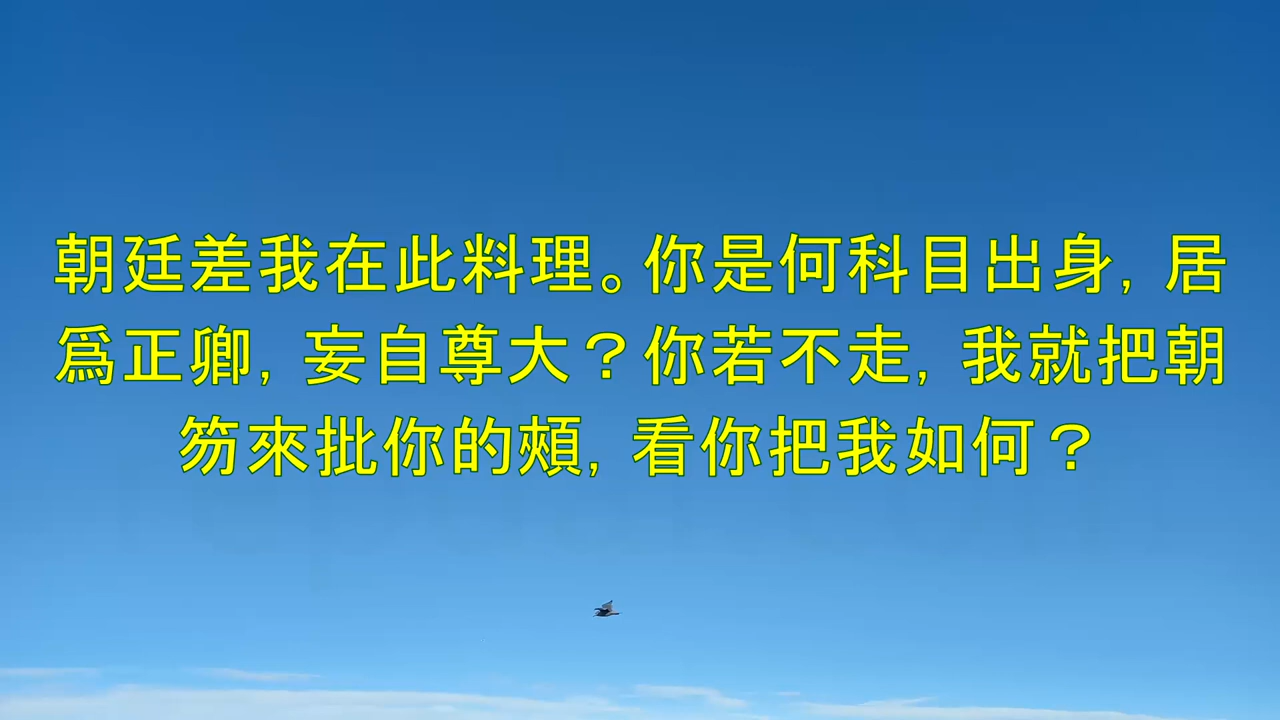 朝廷差我在此料理。你是何科目出身，居
爲正卿，妄自尊大？你若不走，我就把朝
笏來批你的頰，看你把我如何？